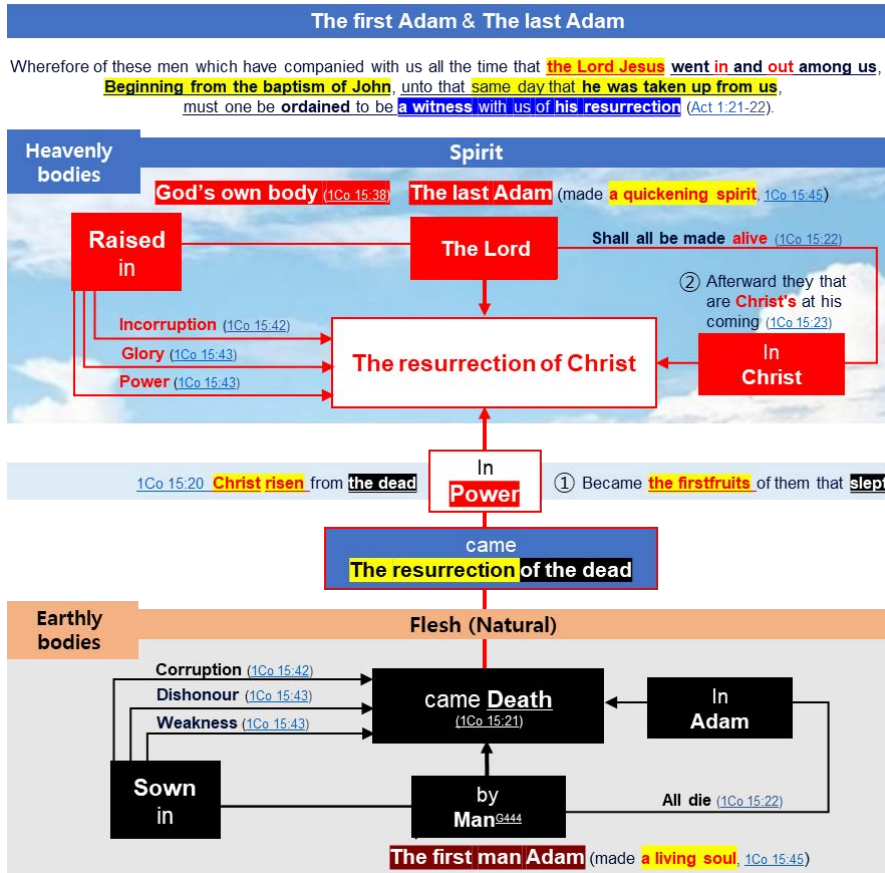 The first Adam & The last Adam
Wherefore of these men which have companied with us all the time that the Lord Jesus went in and out among us,
Beginning from the baptism of John, unto that same day that he was taken up from us,
must one be ordained to be a witness with us of his resurrection (Act 1:21-22).
Heavenly
bodies
Spirit
God's own body (1Co 15:38)
The last Adam (made a quickening spirit, 1Co 15:45)
Raised
in
The Lord
Shall all be made alive (1Co 15:22)
② Afterward they that
are Christ's at his
coming (1Co 15:23)
Incorruption (1Co 15:42)
Glory (1Co 15:43)
Power (1Co 15:43)
The resurrection of Christ
In
Christ
1Co 15:20 Christ risen from the dead
In
Power
① Became the firstfruits of them that slept
came
The resurrection of the dead
Earthly
bodies
Flesh (Natural)
Corruption (1Co 15:42)
Dishonour (1Co 15:43)
Weakness (1Co 15:43)
came Death
(1Co 15:21)
In
Adam
Sown
in
by
Man G444
All die (1Co 15:22)
The first man Adam (made a living soul, 1Co 15:45)